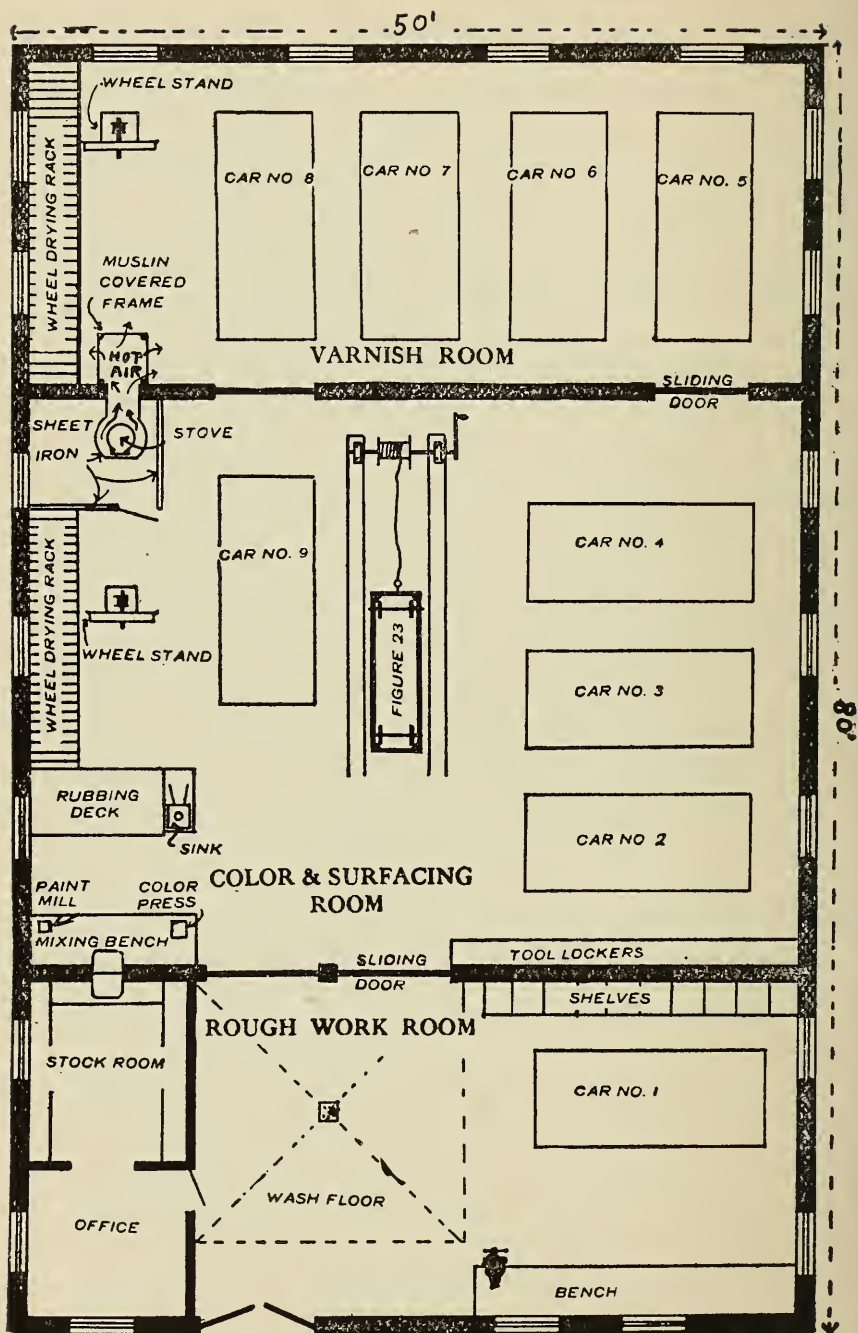 50'
WHEEL STAND
WHEEL DRYING RACK
CAR NO 8
CAR NO 7
CAR NO 6
CAR NO. 5
MUSLIN
COVERED
FRAME
HOT
AIR
VARNISH ROOM
SLIDING
DOOR
SHEET
IRON
STOVE
CAR NO. 9
CAR NO. 4
WHEEL DRYING RACK
WHEEL STAND
FIGURE 23
CAR NO. 3
80'
RUBBING
DECK
SINK
CAR NO 2
COLOR & SURFACING
ROOM
PAINT
MILL
COLOR
PRESS
MIXING BENCH
SLIDING
DOOR
TOOL LOCKERS
SHELVES
ROUGH WORK ROOM
STOCK ROOM
CAR NO. 1
WASH FLOOR
OFFICE
BENCH